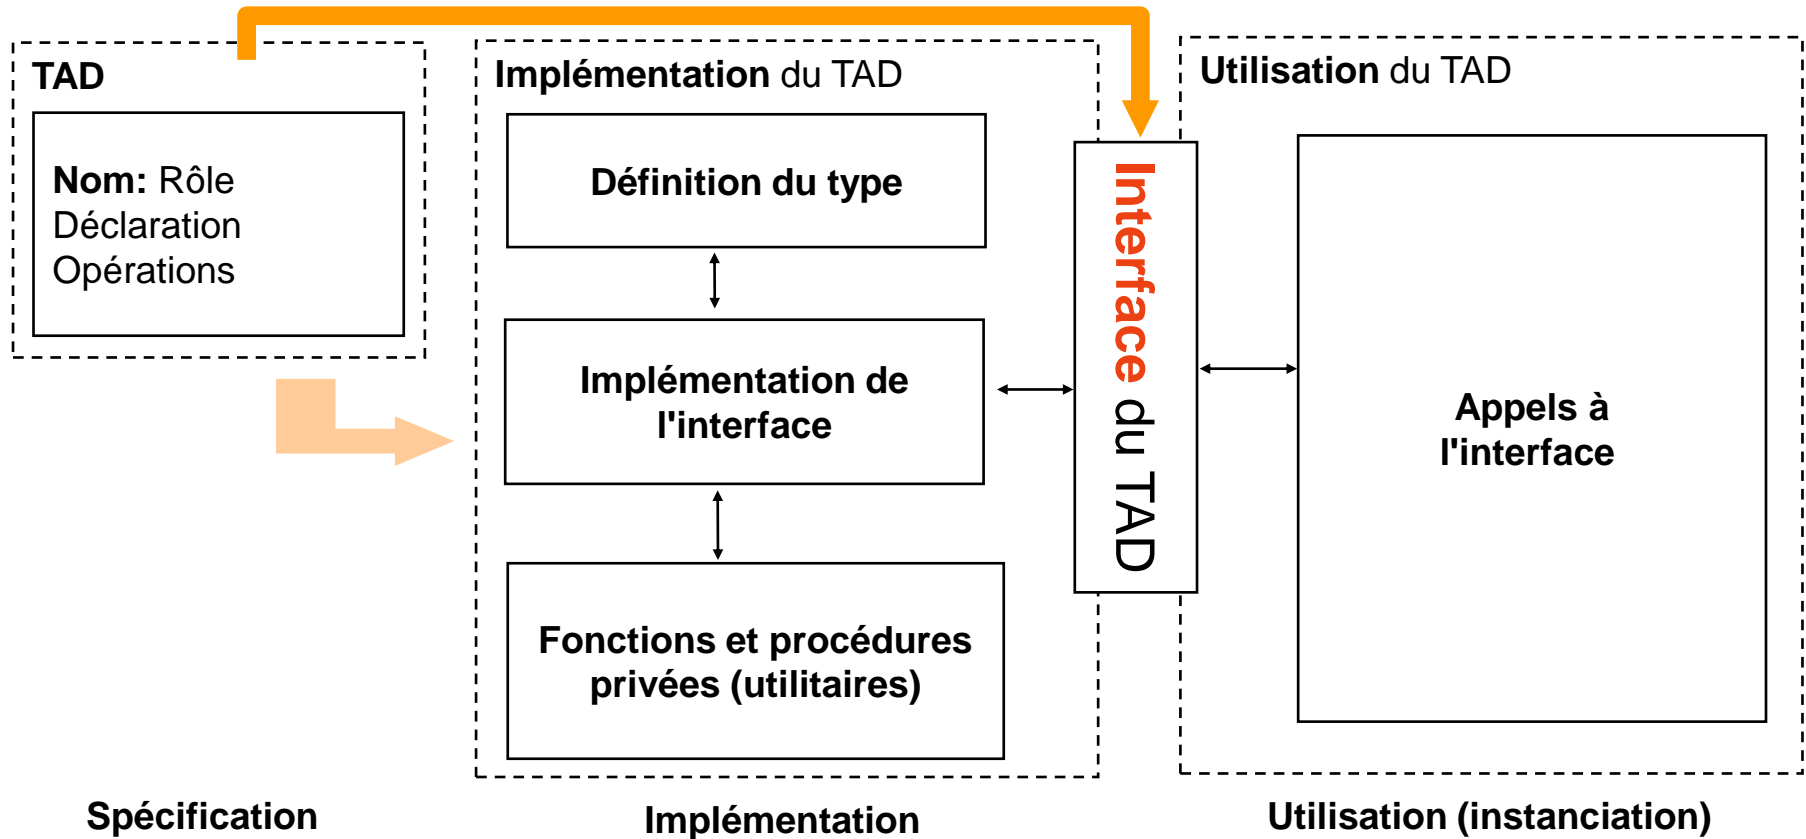 TAD
Nom: Rôle
Déclaration
Opérations
Spécification
Implémentation du TAD
Définition du type
Implémentation de
l'interface
Fonctions et procédures
privées (utilitaires)
Implémentation
Interface du TAD
Utilisation du TAD
Appels à
l'interface
Utilisation (instanciation)